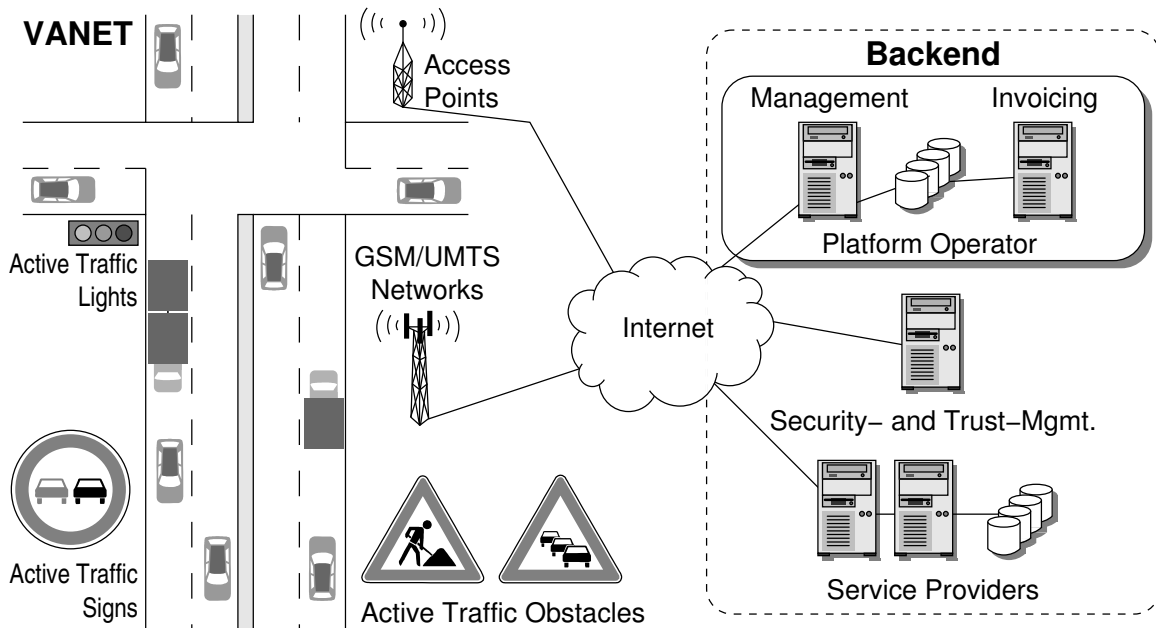 VANET
Access
Points
Backend
Management
Invoicing
Platform Operator
Active Traffic
Lights
GSM/UMTS
Networks
Internet
Security− and Trust−Mgmt.
Active Traffic
Signs
Active Traffic Obstacles
Service Providers